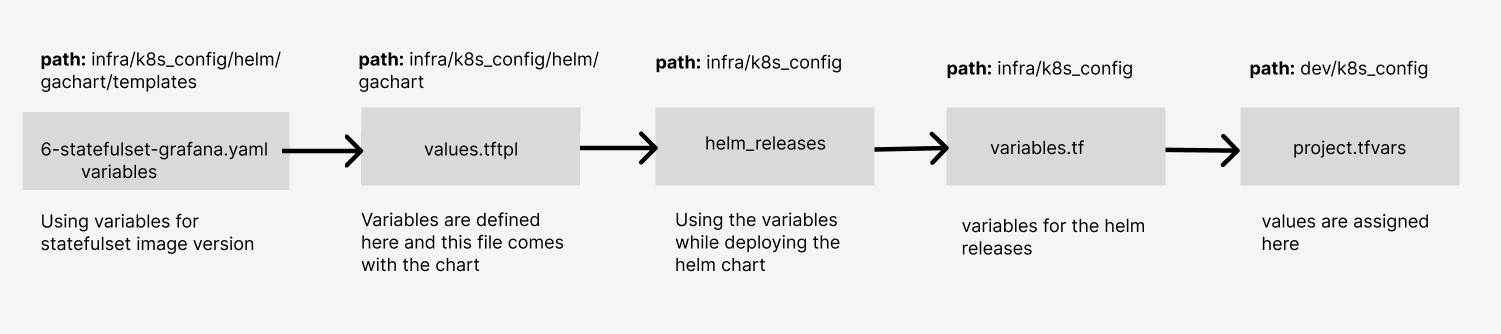 path: infra/k8s_config/helm/
gachart/templates
6-statefulset-grafana.yaml
variables
Using variables for
statefulset image version
path: infra/k8s_config/helm/
gachart
values.tftpl
Variables are defined
here and this file comes
with the chart
path: infra/k8s_config
helm_releases
Using the variables
while deploying the
helm chart
path: infra/k8s_config
variables.tf
variables for the helm
releases
path: dev/k8s_config
project.tfvars
values are assigned
here